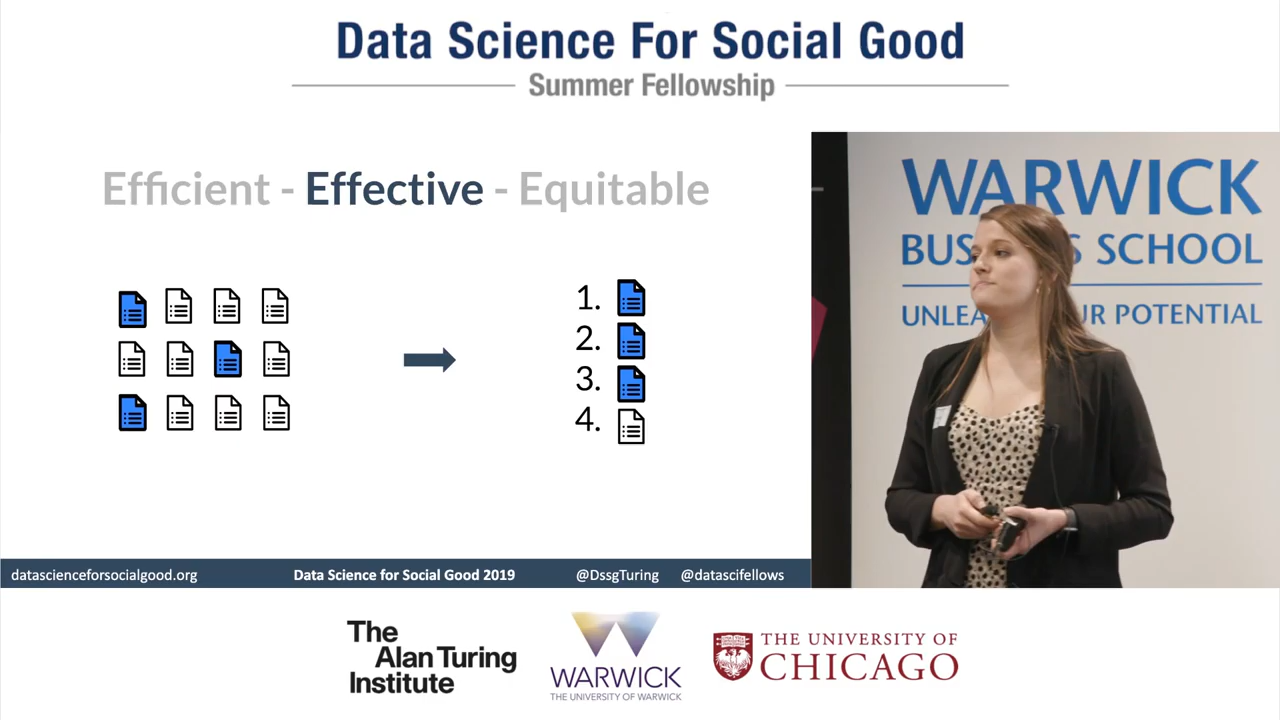 Data Science For Social Good
Summer Fellowship
Efficient - Effective - Equitable
1.
2.
3.
4.
WARWICK
BUS S SCHOOL
UNLEA UR POTENTIAL
datascienceforsocialgood.org
Data Science for Social Good 2019
@DssgTuring
@datascifellows
The
Alan Turing
Institute
WARWICK
THE UNIVERSITY OF WARWICK
THE UNIVERSITY OF
CHICAGO